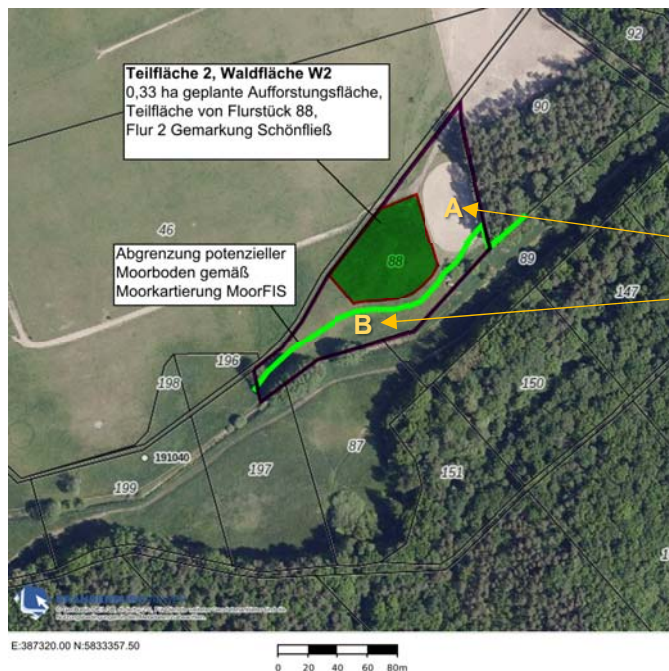 Teilfläche 2, Waldfläche W2
0,33 ha geplante Aufforstungsfläche,
Teilfläche von Flurstück 88,
Flur 2 Gemarkung Schönfließ
92
90
A
46
88
89
Abgrenzung potenzieller
Moorboden gemäß
Moorkartierung MoorFIS
147
B
196
198
150
87
191040
197
151
199
1
E:387320.00 N:5833357.50
0 20 40 60 80m